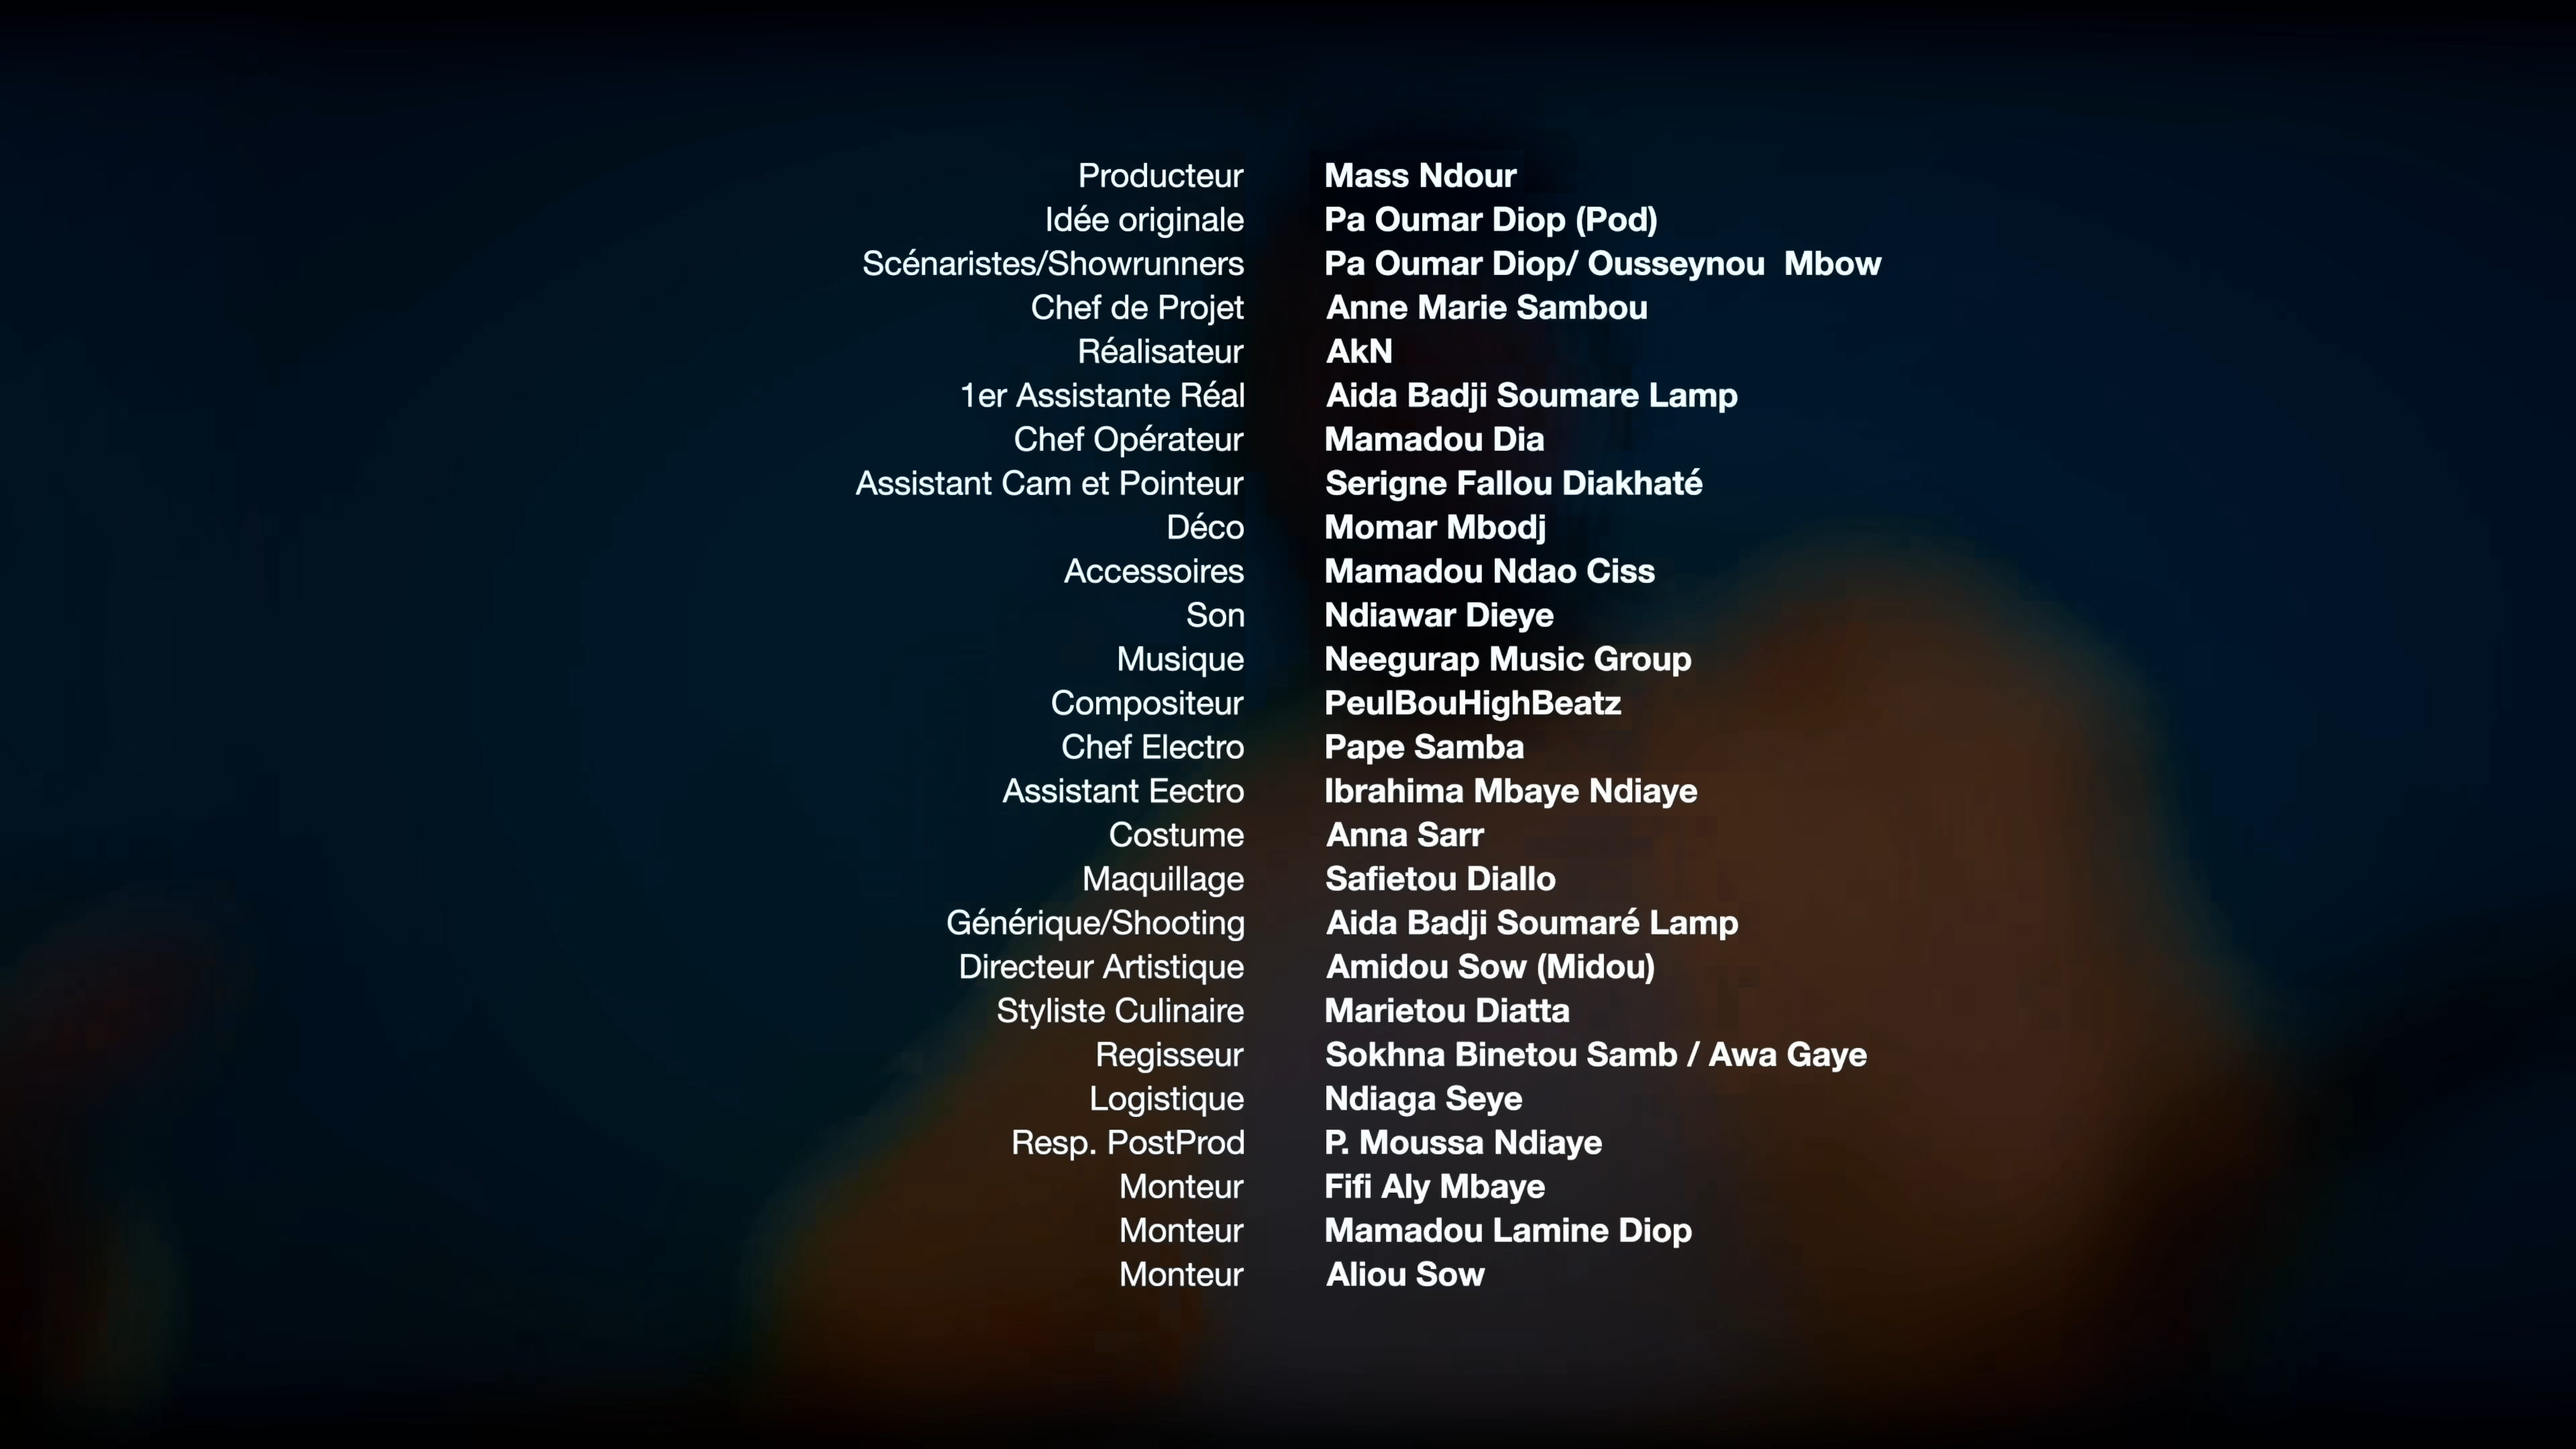 Producteur Mass Ndour
Idée originale Pa Oumar Diop (Pod)
Scénaristes/Showrunners Pa Oumar Diop/ Ousseynou  Mbow
Chef de Projet Anne Marie Sambou
Réalisateur AkN
1er Assistante Réal Aida Badji Soumare Lamp
Chef Opérateur Mamadou Dia
Assistant Cam et Pointeur Serigne Fallou Diakhaté
Déco Momar Mbodj
Accessoires Mamadou Ndao Ciss
Son Ndiawar Dieye
Musique Neegurap Music Group
Compositeur PeulBouHighBeatz
Chef Electro Pape Samba
Assistant Eectro Ibrahima Mbaye Ndiaye
Costume Anna Sarr
Maquillage Safietou Diallo
Générique/Shooting Aida Badji Soumaré Lamp
Directeur Artistique Amidou Sow (Midou)
Styliste Culinaire Marietou Diatta
Regisseur Sokhna Binetou Samb / Awa Gaye
Logistique Ndiaga Seye
Resp. PostProd P. Moussa Ndiaye
Monteur Fifi Aly Mbaye
Monteur Mamadou Lamine Diop
Monteur Aliou Sow